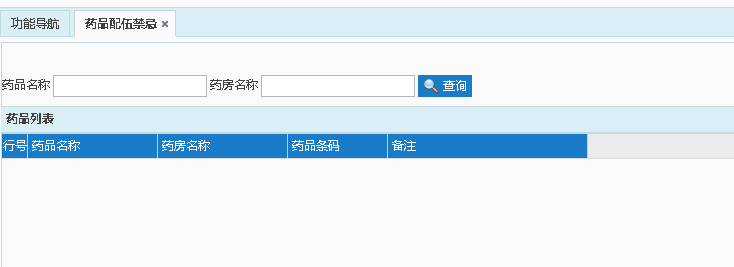 功能导航 药品配伍禁忌
药品名称 药房名称 查询
药品列表
行号 药品名称 药房名称 药品条码 备注